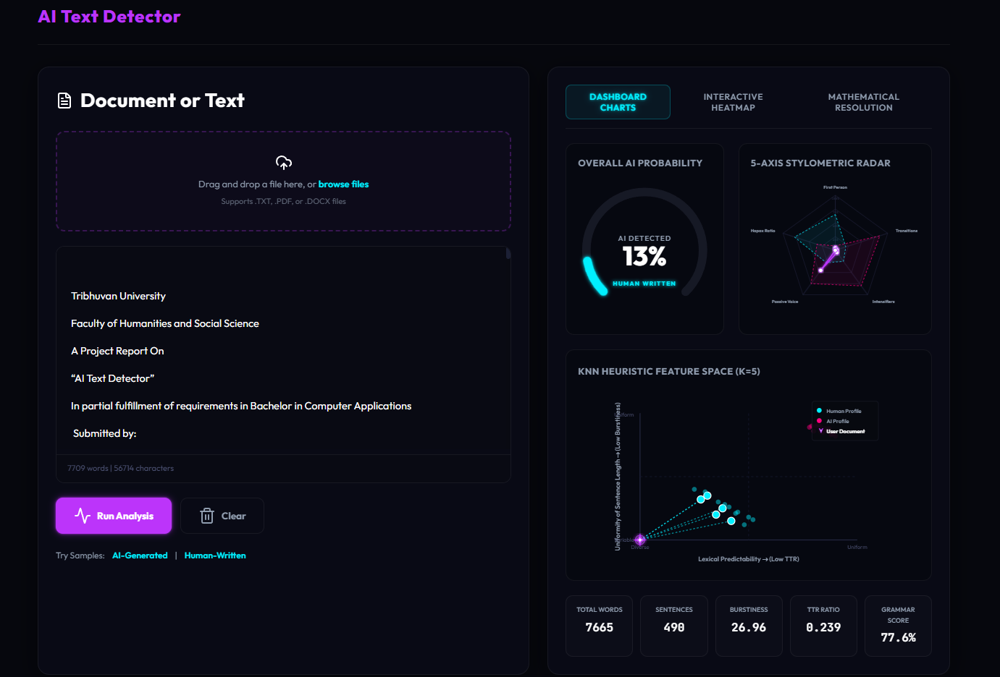 AI Text Detector
Document or Text
Drag and drop a file here, or browse files
Supports .TXT, .PDF, or .DOCX files
Tribhuvan University
Faculty of Humanities and Social Science
A Project Report On
“AI Text Detector”
In partial fulfillment of requirements in Bachelor in Computer Applications
Submitted by:
7709 words | 56714 characters
Run Analysis
Clear
Try Samples: AI-Generated | Human-Written
DASHBOARD
CHARTS
INTERACTIVE
HEATMAP
MATHEMATICAL
RESOLUTION
OVERALL AI PROBABILITY
AI DETECTED
13%
HUMAN WRITTEN
5-AXIS STYLOMETRIC RADAR
First Person
Hapax Ratio
Transitions
Passive Voice
Intensifiers
KNN HEURISTIC FEATURE SPACE (K=5)
Uniformity of Sentence Length → (Low Burstiness)
Uniform
Human Profile
AI Profile
User Document
Variable
Diverse
Uniform
Lexical Predictability → (Low TTR)
TOTAL WORDS
7665
SENTENCES
490
BURSTINESS
26.96
TTR RATIO
0.239
GRAMMAR
SCORE
77.6%